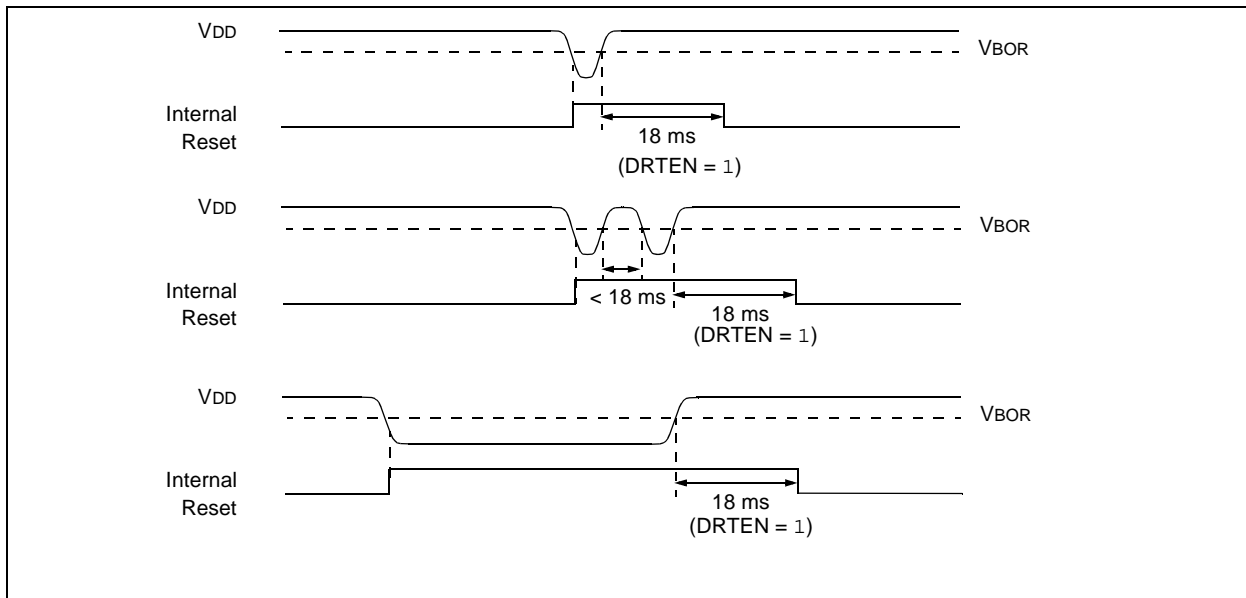 VDD
VBOR
Internal
Reset
18 ms
(DRTEN = 1)
VDD
VBOR
Internal
Reset
< 18 ms
18 ms
(DRTEN = 1)
VDD
VBOR
Internal
Reset
18 ms
(DRTEN = 1)